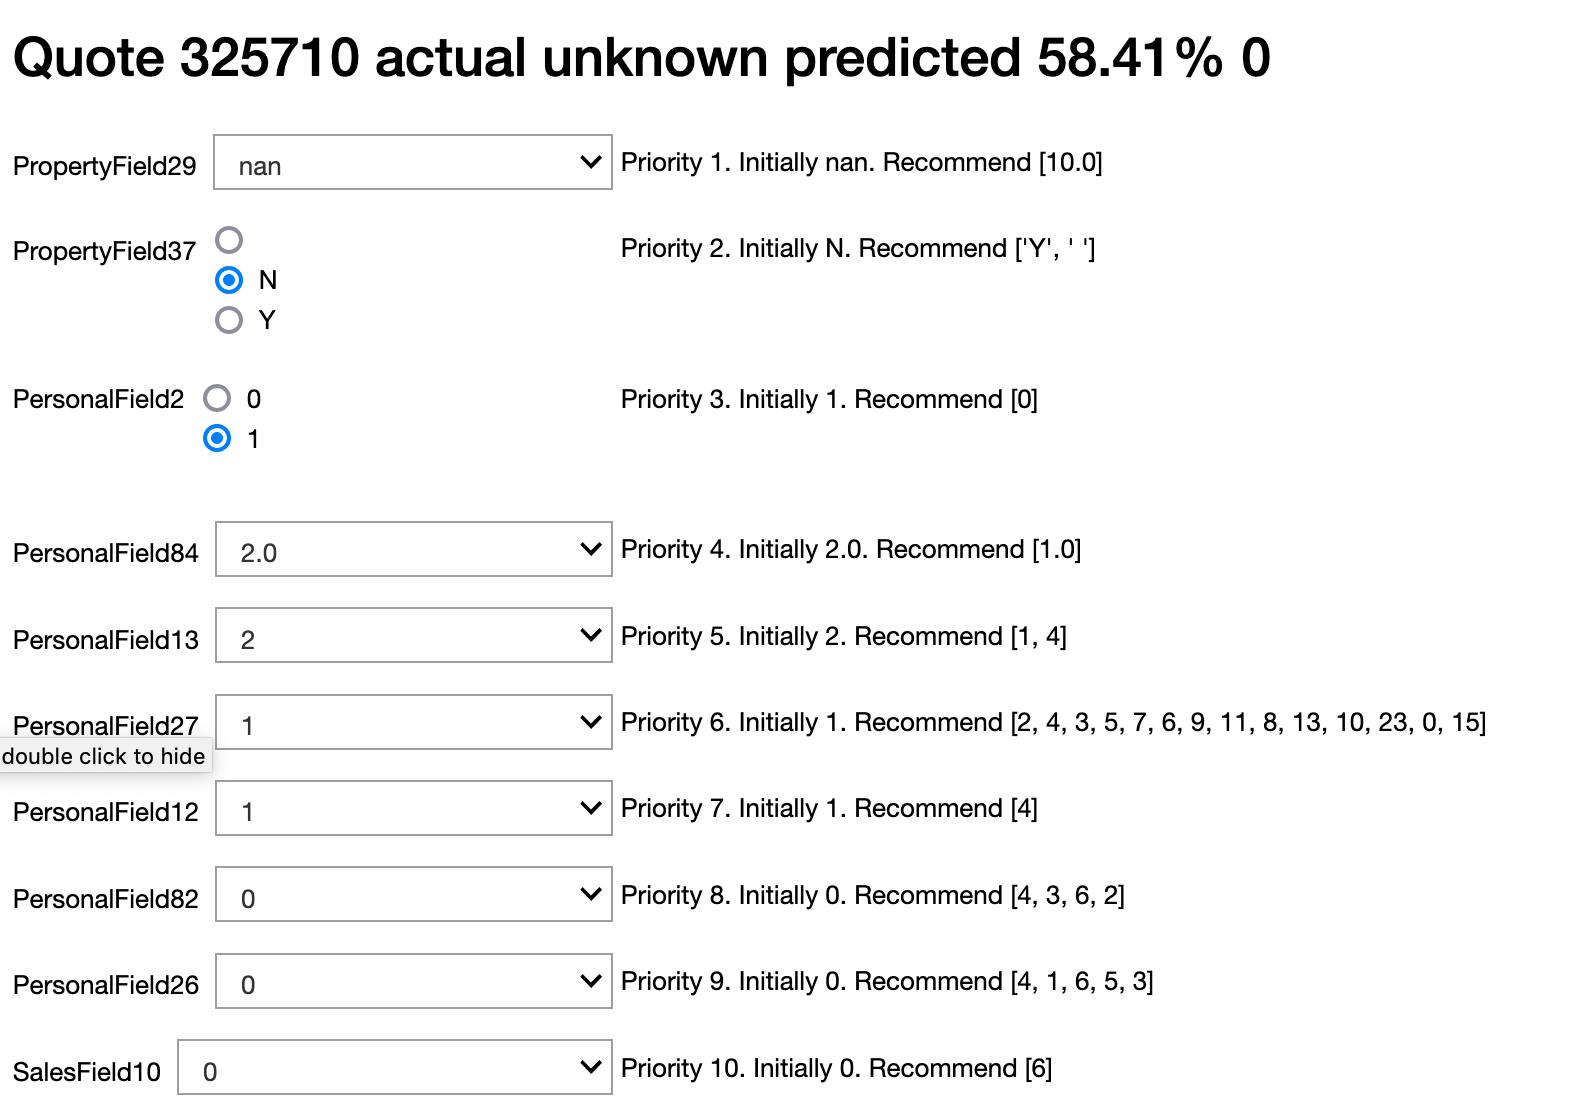 Quote 325710 actual unknown predicted 58.41% 0
PropertyField29 nan Priority 1. Initially nan. Recommend [10.0]
PropertyField37 Priority 2. Initially N. Recommend ['Y', ' ']
N
Y
PersonalField2 0 Priority 3. Initially 1. Recommend [0]
1
PersonalField84 2.0 Priority 4. Initially 2.0. Recommend [1.0]
PersonalField13 2 Priority 5. Initially 2. Recommend [1, 4]
PersonalField27 1 Priority 6. Initially 1. Recommend [2, 4, 3, 5, 7, 6, 9, 11, 8, 13, 10, 23, 0, 15]
double click to hide
PersonalField12 1 Priority 7. Initially 1. Recommend [4]
PersonalField82 0 Priority 8. Initially 0. Recommend [4, 3, 6, 2]
PersonalField26 0 Priority 9. Initially 0. Recommend [4, 1, 6, 5, 3]
SalesField10 0 Priority 10. Initially 0. Recommend [6]